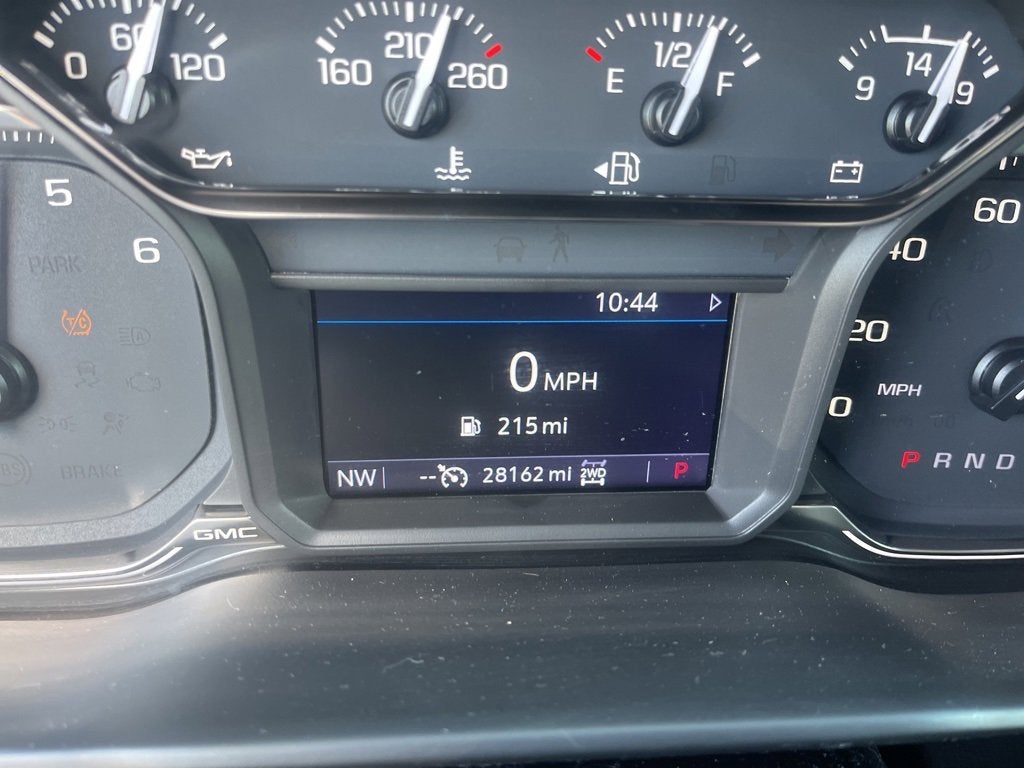 0 60 120
160 210 260
E 1/2 F
9 14 19
5
6
PARK
T/C
60
40
20
0
MPH
10:44
0 MPH
215 mi
NW -- 28162 mi 2WD P
P R N D
BRAKE
GMC